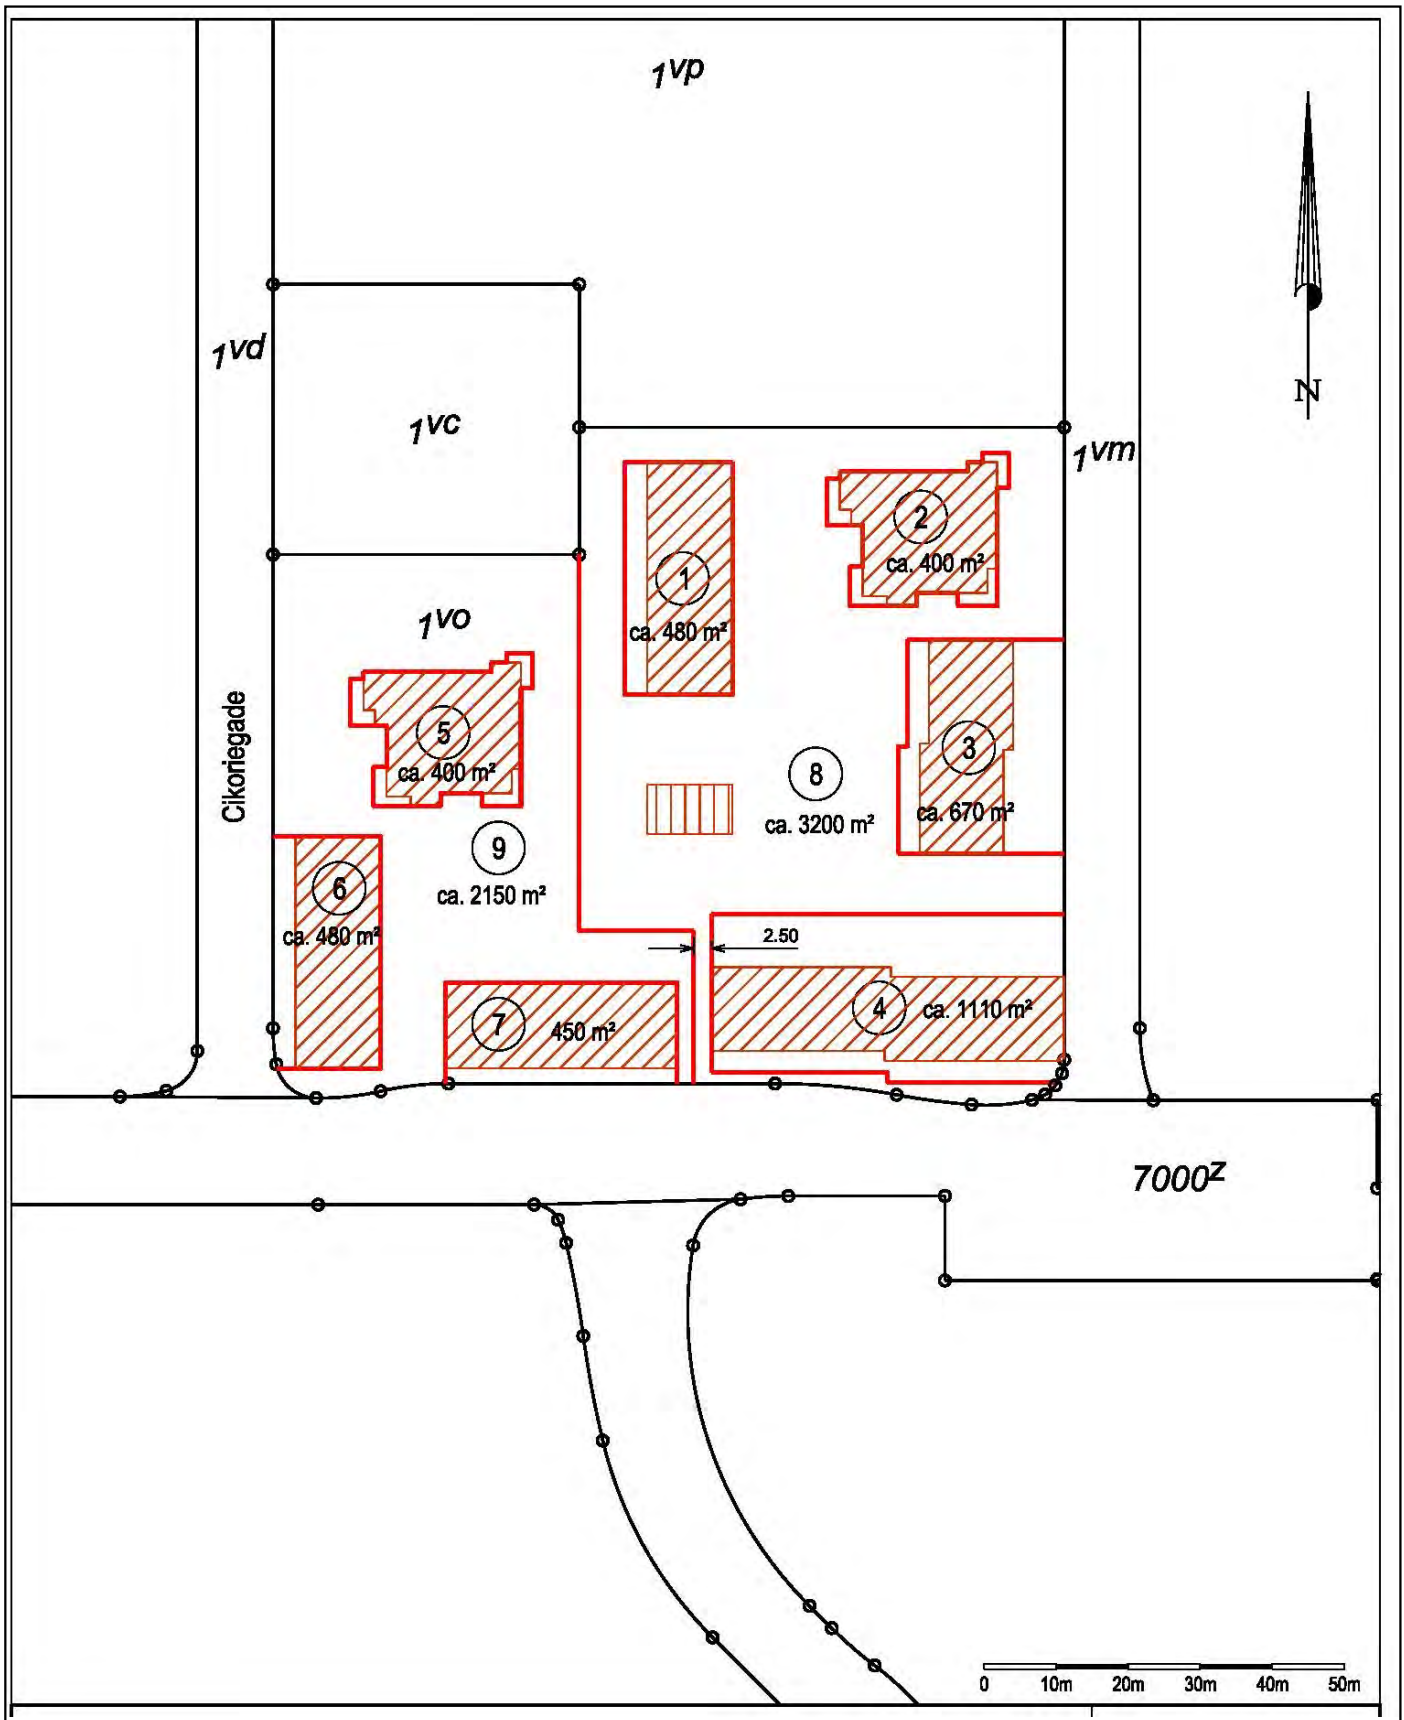 1vp
N
1vd
1vc
1vm
2
ca. 400 m²
1
ca. 480 m²
1vo
Cikoriegade
5
ca. 400 m²
3
ca. 670 m²
8
ca. 3200 m²
9
ca. 2150 m²
6
ca. 480 m²
2.50
7
450 m²
4
ca. 1110 m²
7000z
0 10m 20m 30m 40m 50m